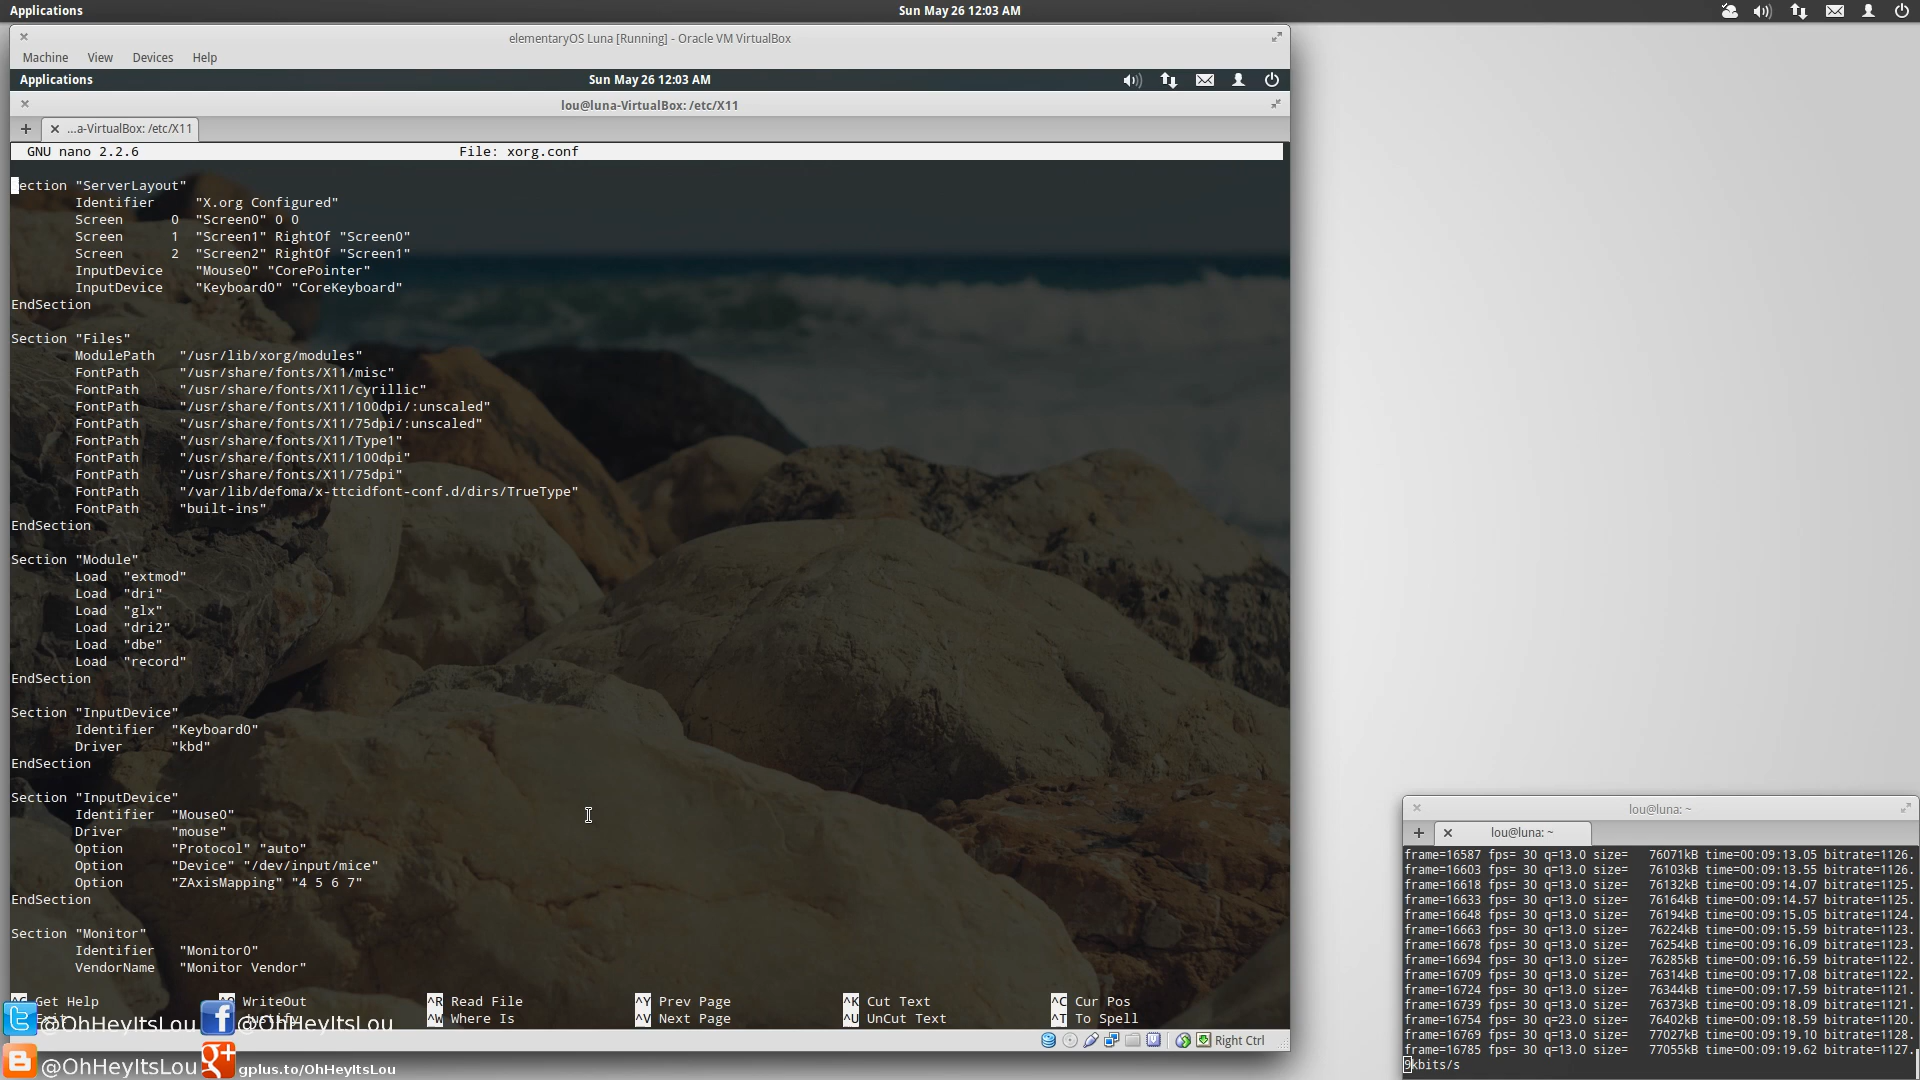 Applications
Sun May 26 12:03 AM
elementaryOS Luna [Running] - Oracle VM VirtualBox
Machine View Devices Help
Applications
Sun May 26 12:03 AM
lou@luna-VirtualBox: /etc/X11
...a-VirtualBox: /etc/X11
GNU nano 2.2.6 File: xorg.conf
ection "ServerLayout"
Identifier "X.org Configured"
Screen 0 "Screen0" 0 0
Screen 1 "Screen1" RightOf "Screen0"
Screen 2 "Screen2" RightOf "Screen1"
InputDevice "Mouse0" "CorePointer"
InputDevice "Keyboard0" "CoreKeyboard"
EndSection
Section "Files"
ModulePath "/usr/lib/xorg/modules"
FontPath "/usr/share/fonts/X11/misc"
FontPath "/usr/share/fonts/X11/cyrillic"
FontPath "/usr/share/fonts/X11/100dpi/:unscaled"
FontPath "/usr/share/fonts/X11/75dpi/:unscaled"
FontPath "/usr/share/fonts/X11/Type1"
FontPath "/usr/share/fonts/X11/100dpi"
FontPath "/usr/share/fonts/X11/75dpi"
FontPath "/var/lib/defoma/x-ttcidfont-conf.d/dirs/TrueType"
FontPath "built-ins"
EndSection
Section "Module"
Load "extmod"
Load "dri"
Load "glx"
Load "dri2"
Load "dbe"
Load "record"
EndSection
Section "InputDevice"
Identifier "Keyboard0"
Driver "kbd"
EndSection
Section "InputDevice"
Identifier "Mouse0"
Driver "mouse"
Option "Protocol" "auto"
Option "Device" "/dev/input/mice"
Option "ZAxisMapping" "4 5 6 7"
EndSection
Section "Monitor"
Identifier "Monitor0"
VendorName "Monitor Vendor"
Get Help WriteOut ^R Read File ^Y Prev Page ^K Cut Text ^C Cur Pos
^W Where Is ^V Next Page ^U UnCut Text ^T To Spell
@OhHeyItsLou @OhHeyItsLou
Right Ctrl
@OhHeyItsLou g+ gplus.to/OhHeyItsLou
lou@luna: ~
lou@luna: ~
frame=16587 fps= 30 q=13.0 size= 76071kB time=00:09:13.05 bitrate=1126.
frame=16603 fps= 30 q=13.0 size= 76103kB time=00:09:13.55 bitrate=1126.
frame=16618 fps= 30 q=13.0 size= 76132kB time=00:09:14.07 bitrate=1125.
frame=16633 fps= 30 q=13.0 size= 76164kB time=00:09:14.57 bitrate=1125.
frame=16648 fps= 30 q=13.0 size= 76194kB time=00:09:15.05 bitrate=1124.
frame=16663 fps= 30 q=13.0 size= 76224kB time=00:09:15.59 bitrate=1123.
frame=16678 fps= 30 q=13.0 size= 76254kB time=00:09:16.09 bitrate=1123.
frame=16694 fps= 30 q=13.0 size= 76285kB time=00:09:16.59 bitrate=1122.
frame=16709 fps= 30 q=13.0 size= 76314kB time=00:09:17.08 bitrate=1122.
frame=16724 fps= 30 q=13.0 size= 76344kB time=00:09:17.59 bitrate=1121.
frame=16739 fps= 30 q=13.0 size= 76373kB time=00:09:18.09 bitrate=1121.
frame=16754 fps= 30 q=23.0 size= 76402kB time=00:09:18.59 bitrate=1120.
frame=16769 fps= 30 q=13.0 size= 77027kB time=00:09:19.10 bitrate=1128.
frame=16785 fps= 30 q=13.0 size= 77055kB time=00:09:19.62 bitrate=1127.
9kbits/s